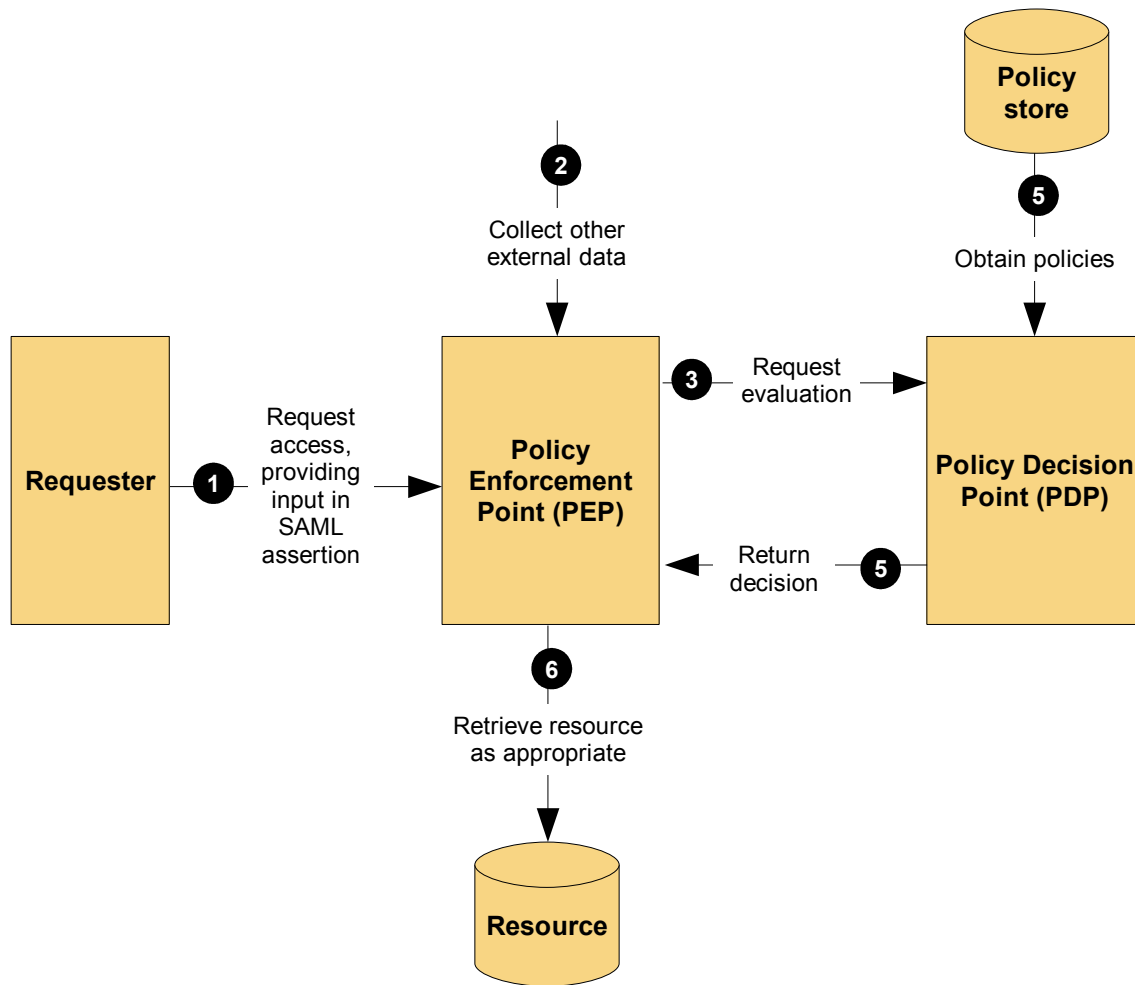 Policy
store
2
5
Collect other
external data
Obtain policies
Requester
1
Request
access,
providing
input in
SAML
assertion
Policy
Enforcement
Point (PEP)
3
Request
evaluation
Policy Decision
Point (PDP)
Return
decision
5
6
Retrieve resource
as appropriate
Resource